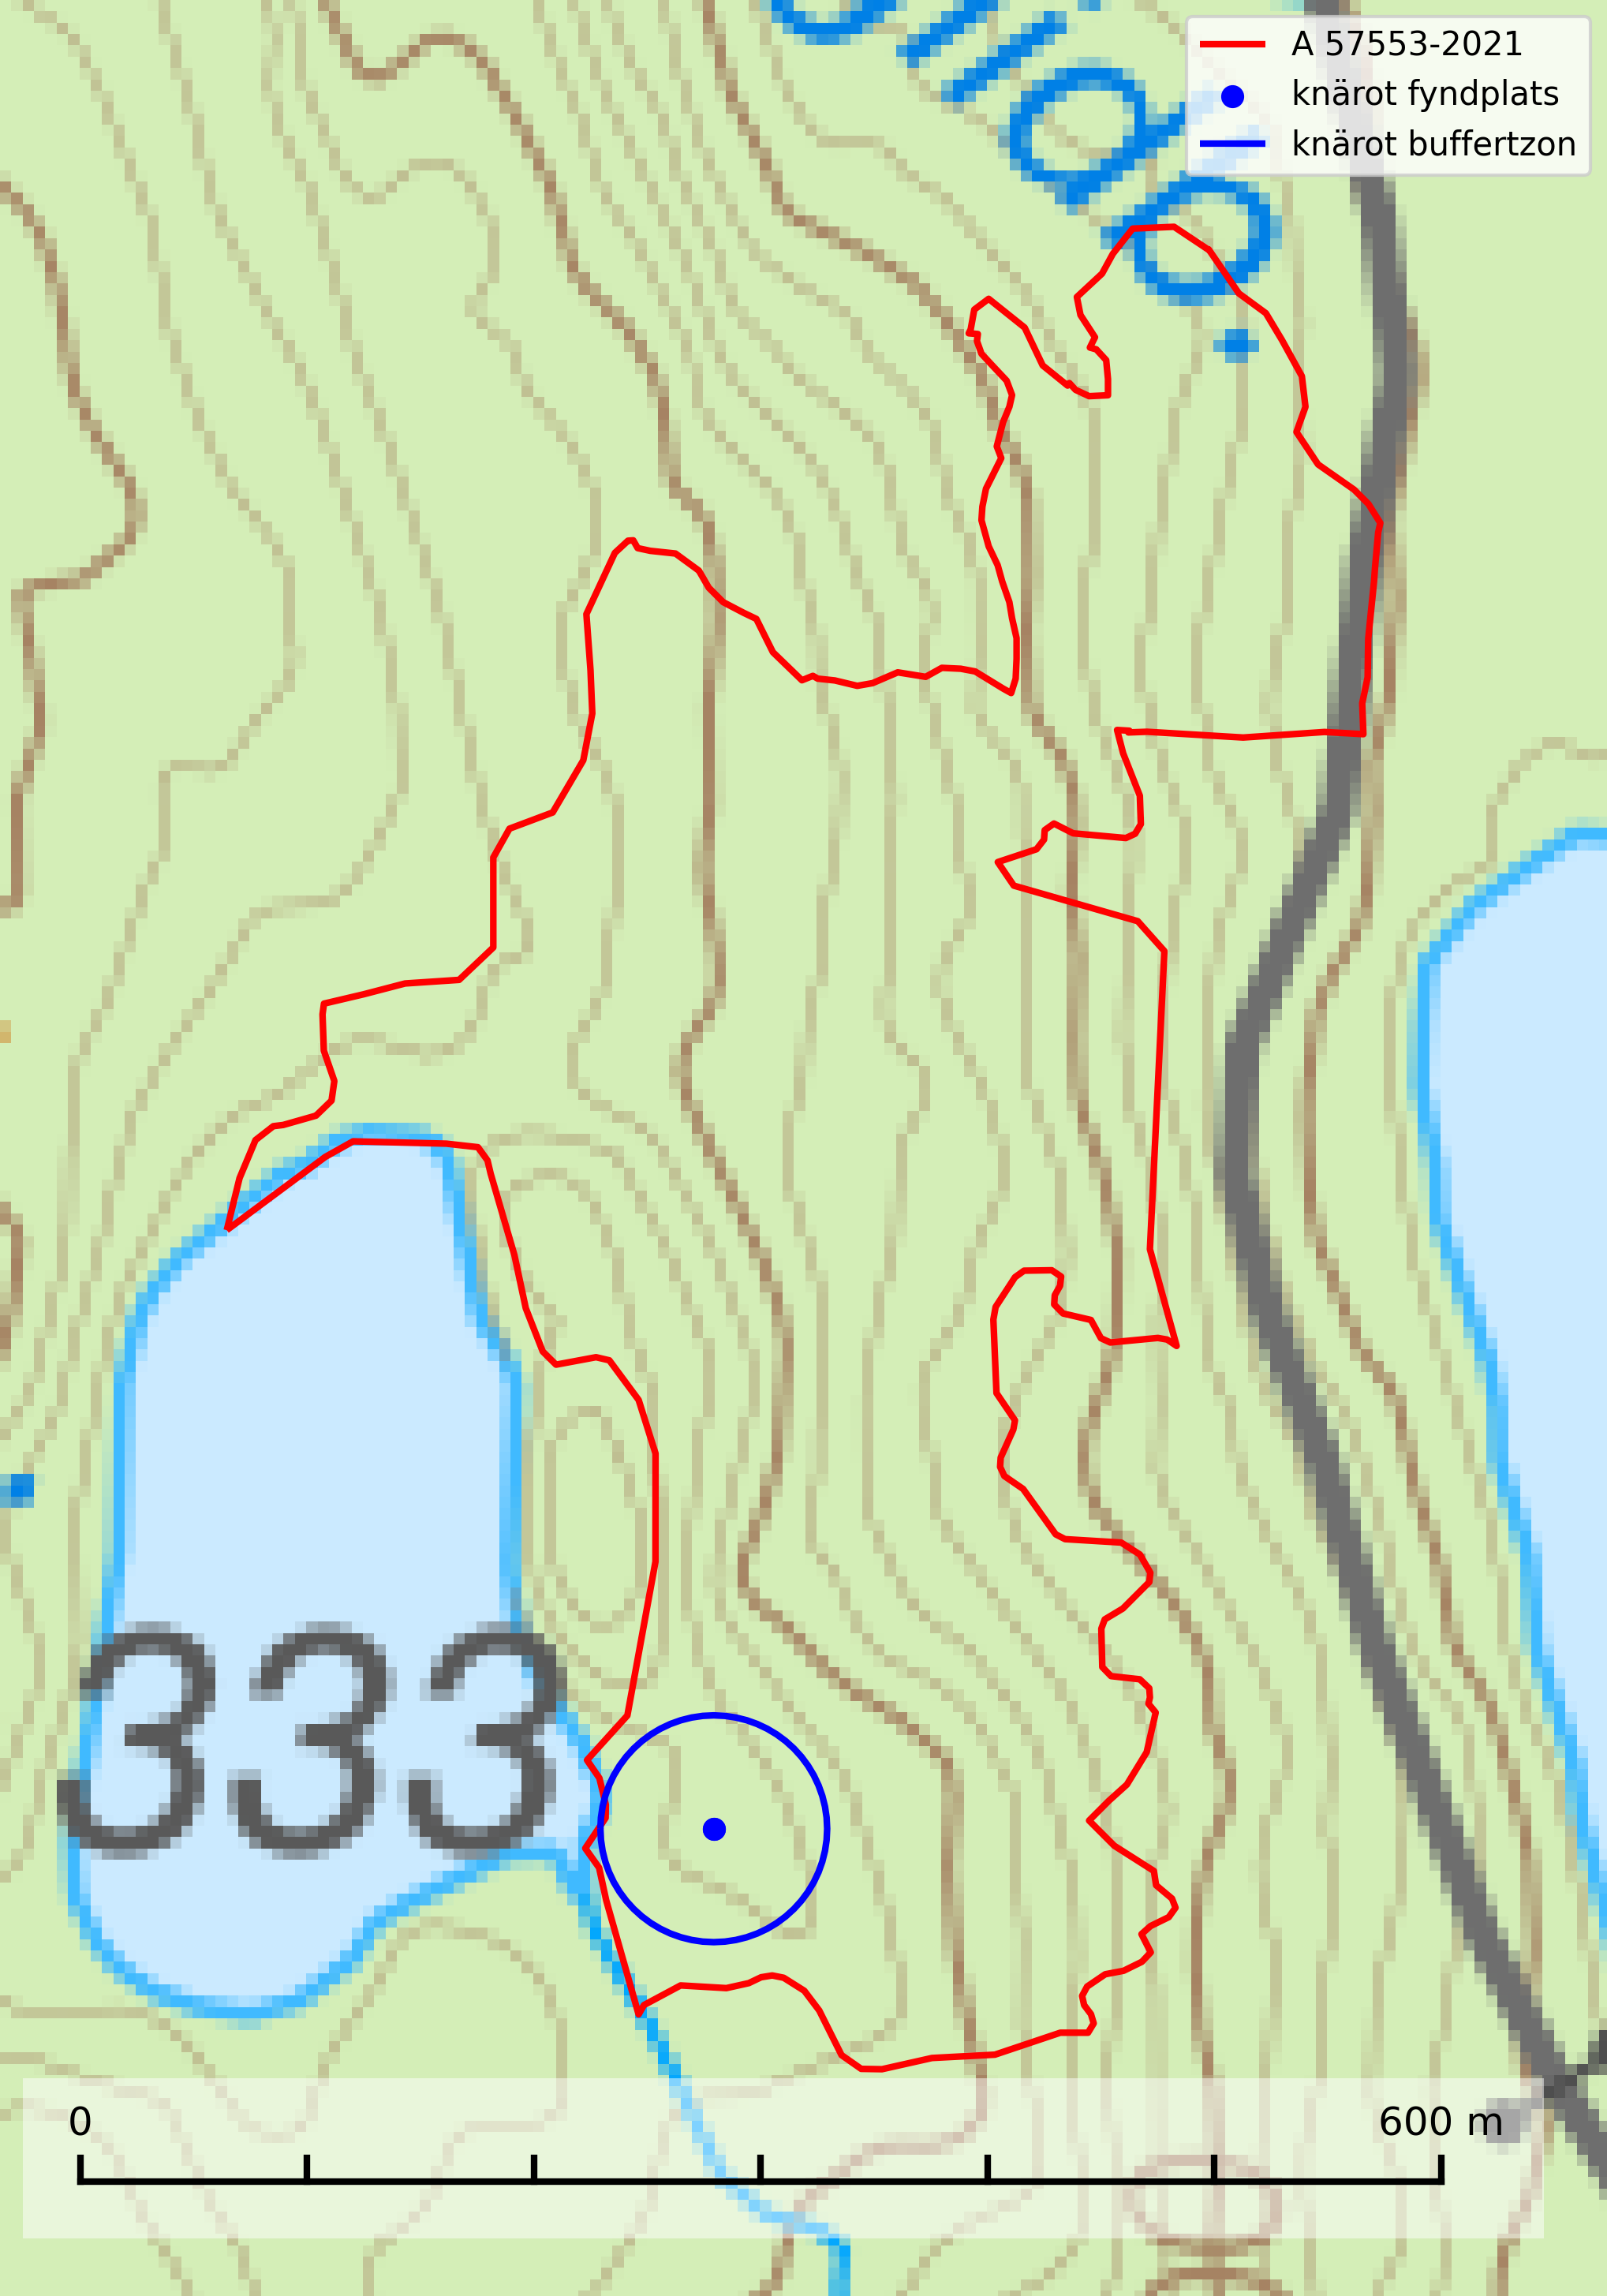 A 57553-2021
knärot fyndplats
knärot buffertzon
333
0
600 m